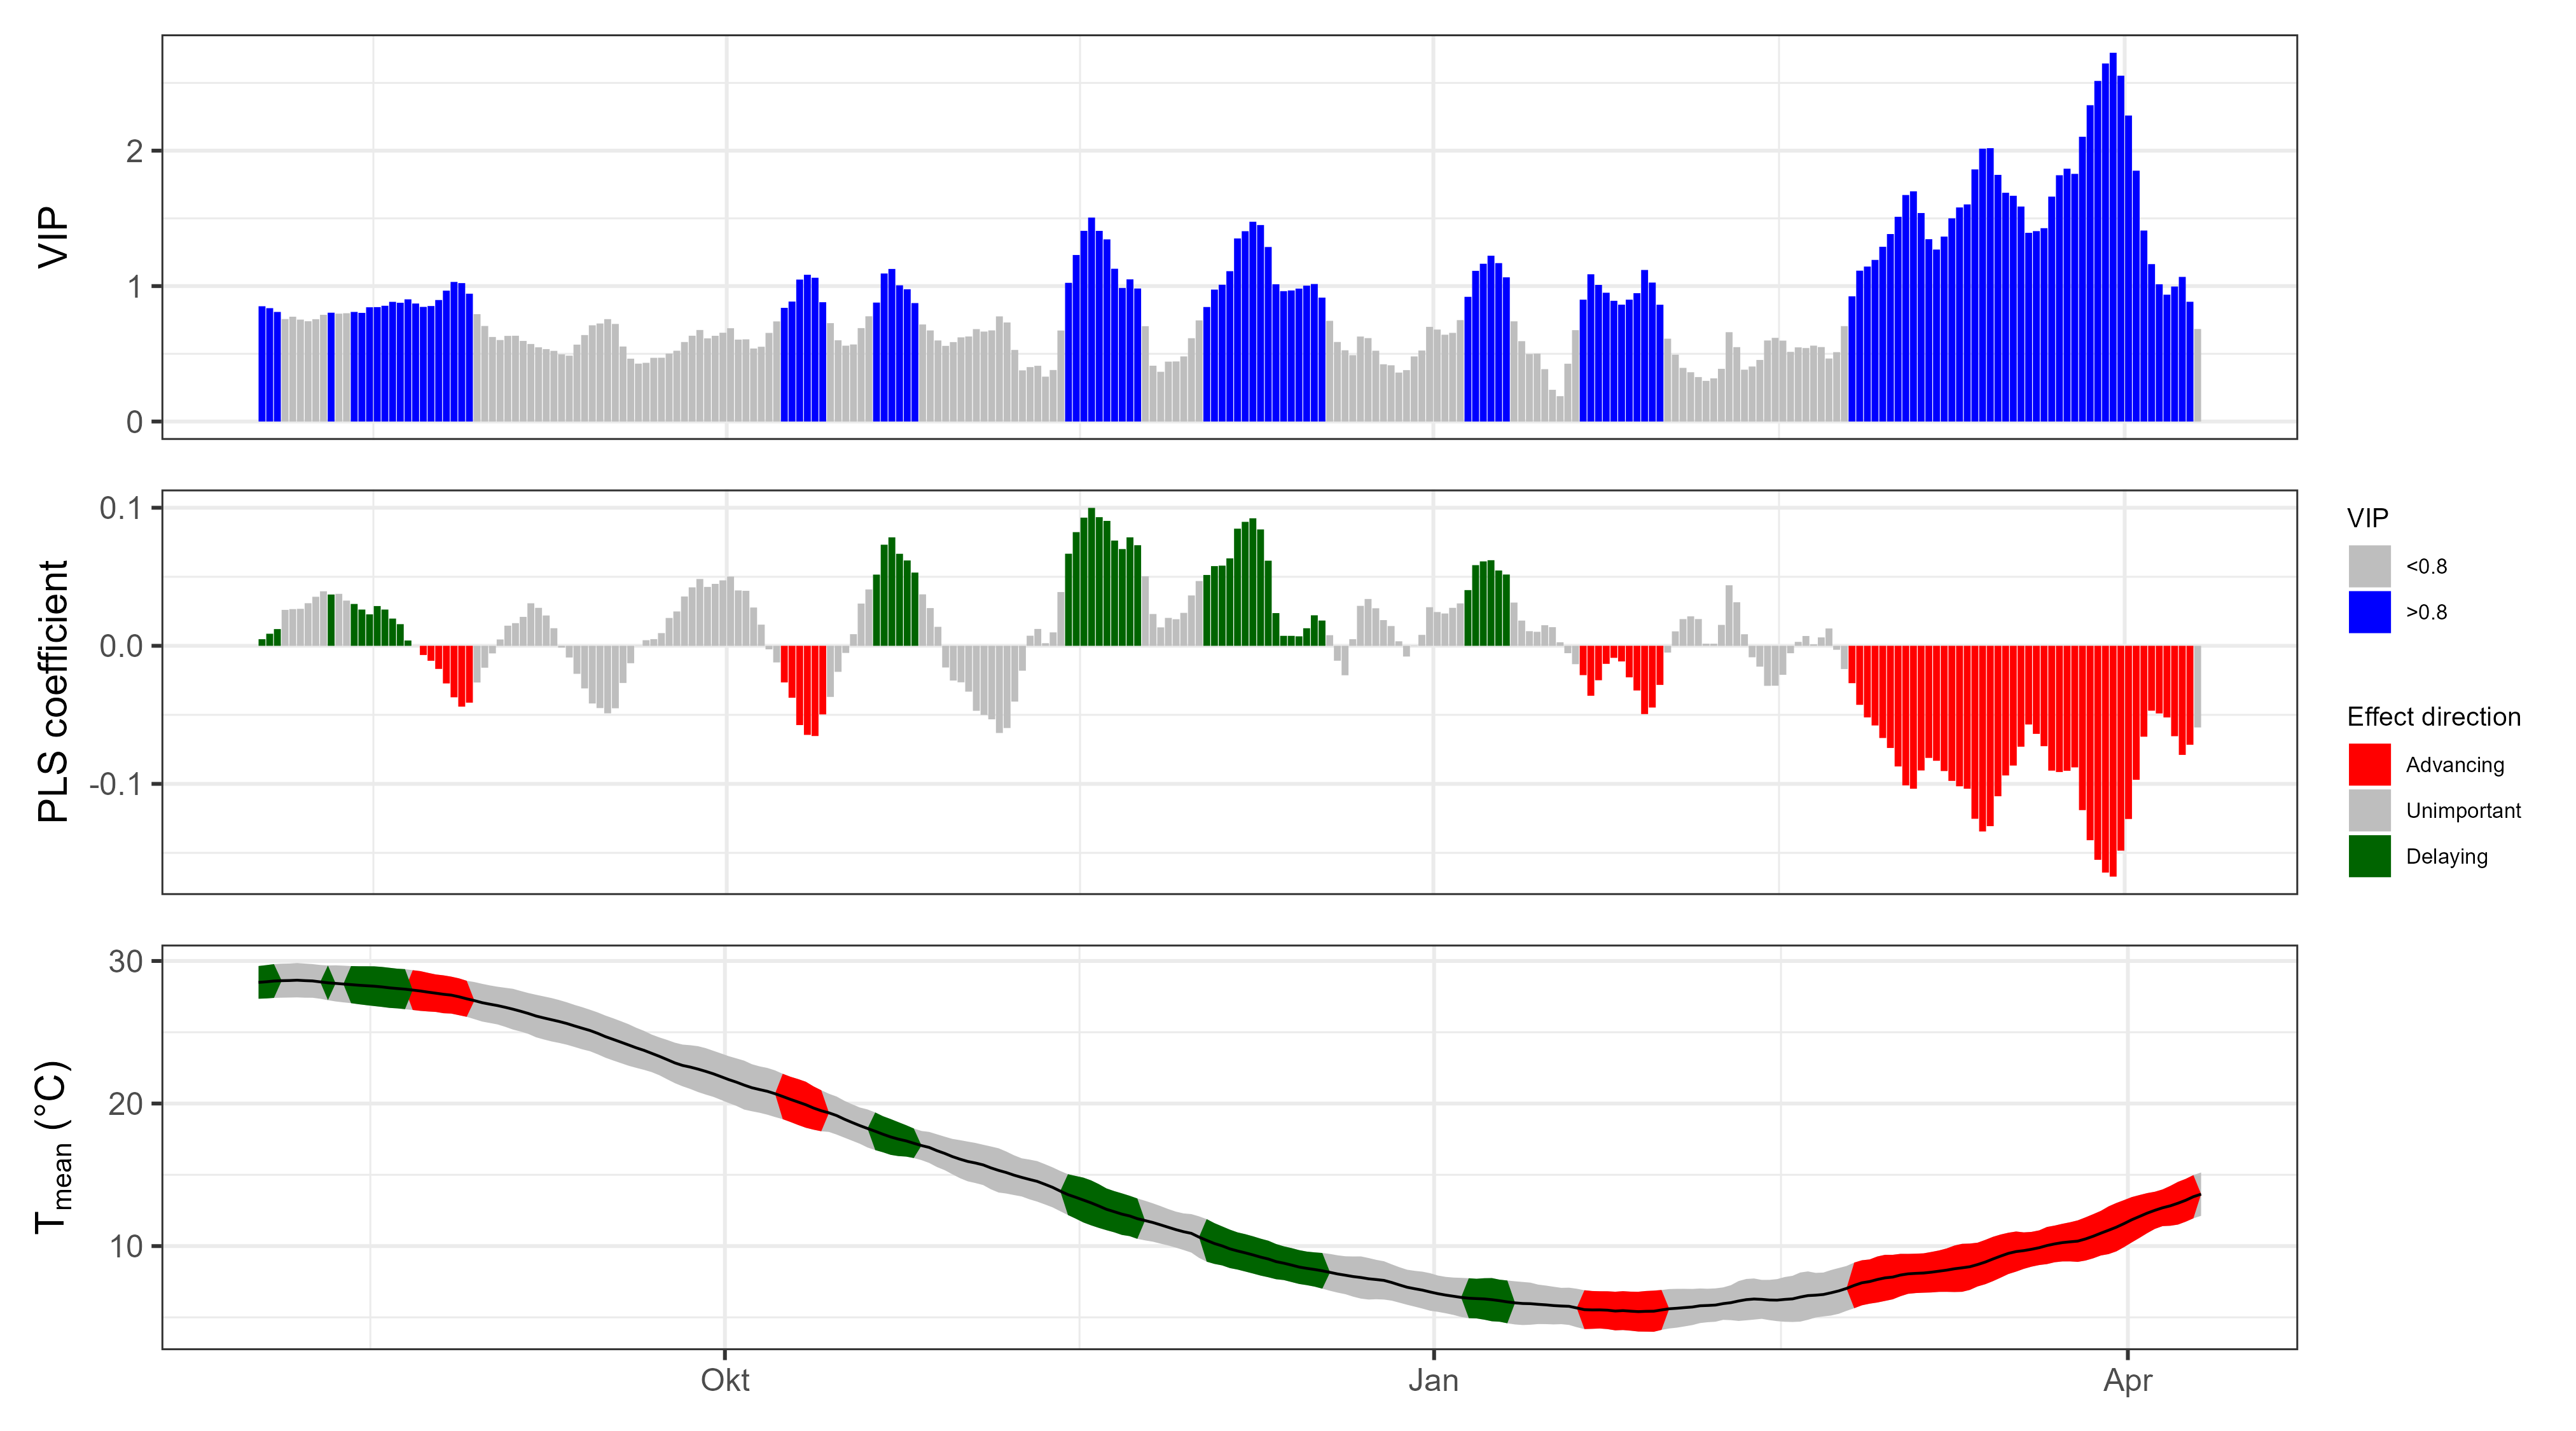 VIP
2
1
0
PLS coefficient
0.1
0.0
-0.1
VIP
<0.8
>0.8
Effect direction
Advancing
Unimportant
Delaying
Tmean (°C)
30
20
10
Okt Jan Apr